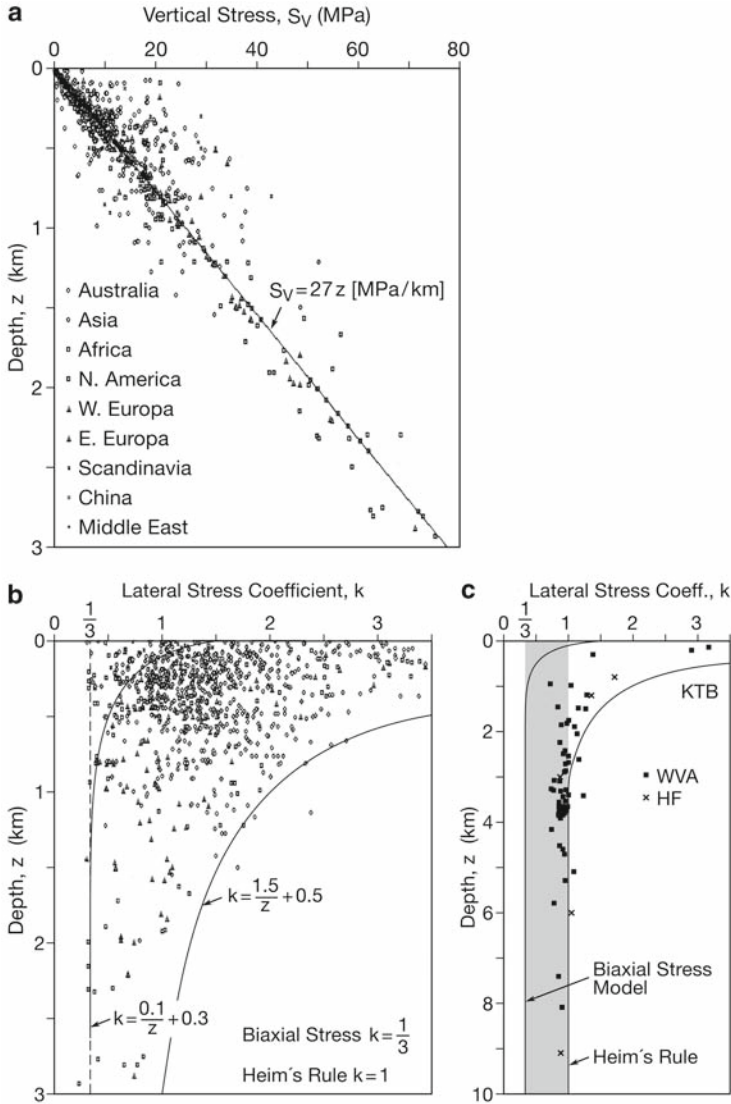 a
Vertical Stress, SV (MPa)
0 20 40 60 80
0
1
2
3
Depth, z (km)
SV=27z [MPa/km]
Australia
Asia
Africa
N. America
W. Europa
E. Europa
Scandinavia
China
Middle East
b
Lateral Stress Coefficient, k
0 1/3 1 2 3
0
1
2
3
Depth, z (km)
k=1.5/z+0.5
k=0.1/z+0.3
Biaxial Stress k=1/3
Heim´s Rule k=1
c
Lateral Stress Coeff., k
0 1/3 1 2 3
0
2
4
6
8
10
Depth, z (km)
KTB
WVA
HF
Biaxial Stress
Model
Heim´s Rule